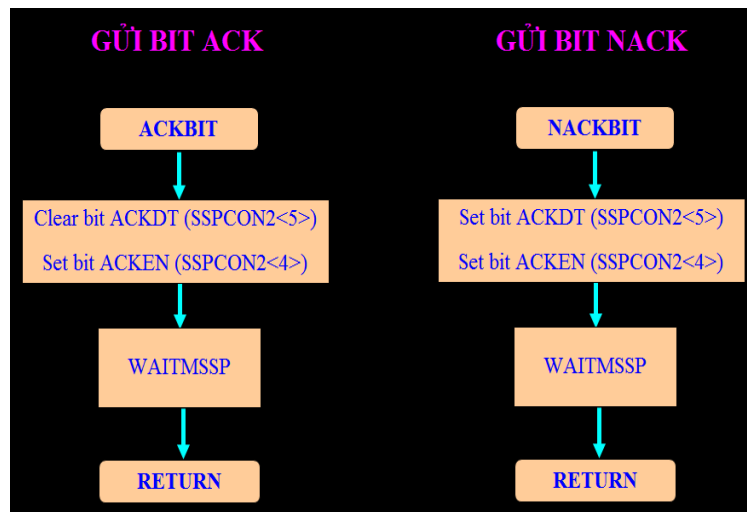 GỬI BIT ACK
ACKBIT
Clear bit ACKDT (SSPCON2<5>)
Set bit ACKEN (SSPCON2<4>)
WAITMSSP
RETURN
GỬI BIT NACK
NACKBIT
Set bit ACKDT (SSPCON2<5>)
Set bit ACKEN (SSPCON2<4>)
WAITMSSP
RETURN